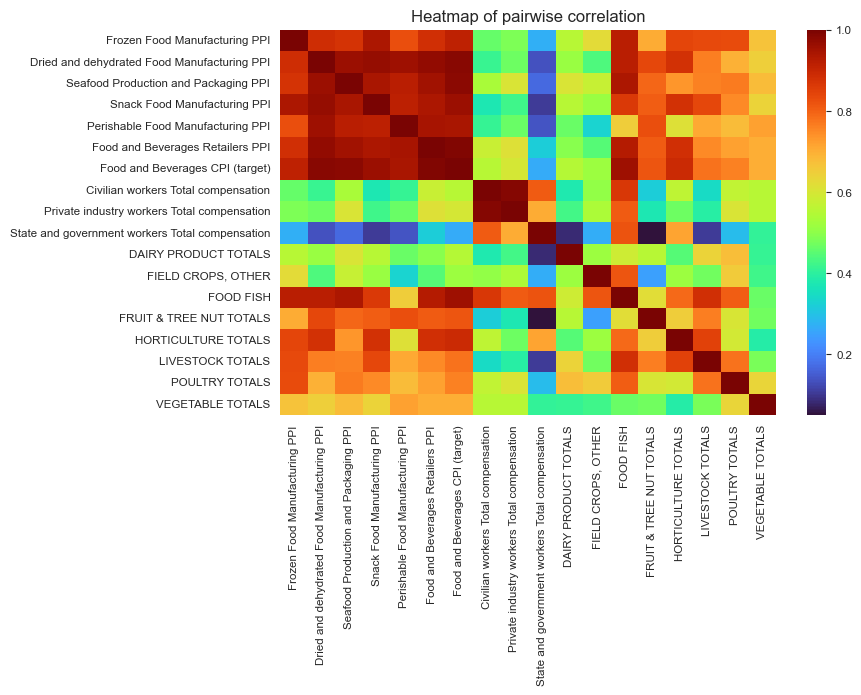 Heatmap of pairwise correlation
Frozen Food Manufacturing PPI
Dried and dehydrated Food Manufacturing PPI
Seafood Production and Packaging PPI
Snack Food Manufacturing PPI
Perishable Food Manufacturing PPI
Food and Beverages Retailers PPI
Food and Beverages CPI (target)
Civilian workers Total compensation
Private industry workers Total compensation
State and government workers Total compensation
DAIRY PRODUCT TOTALS
FIELD CROPS, OTHER
FOOD FISH
FRUIT & TREE NUT TOTALS
HORTICULTURE TOTALS
LIVESTOCK TOTALS
POULTRY TOTALS
VEGETABLE TOTALS
1.0
0.8
0.6
0.4
0.2
Frozen Food Manufacturing PPI
Dried and dehydrated Food Manufacturing PPI
Seafood Production and Packaging PPI
Snack Food Manufacturing PPI
Perishable Food Manufacturing PPI
Food and Beverages Retailers PPI
Food and Beverages CPI (target)
Civilian workers Total compensation
Private industry workers Total compensation
State and government workers Total compensation
DAIRY PRODUCT TOTALS
FIELD CROPS, OTHER
FOOD FISH
FRUIT & TREE NUT TOTALS
HORTICULTURE TOTALS
LIVESTOCK TOTALS
POULTRY TOTALS
VEGETABLE TOTALS